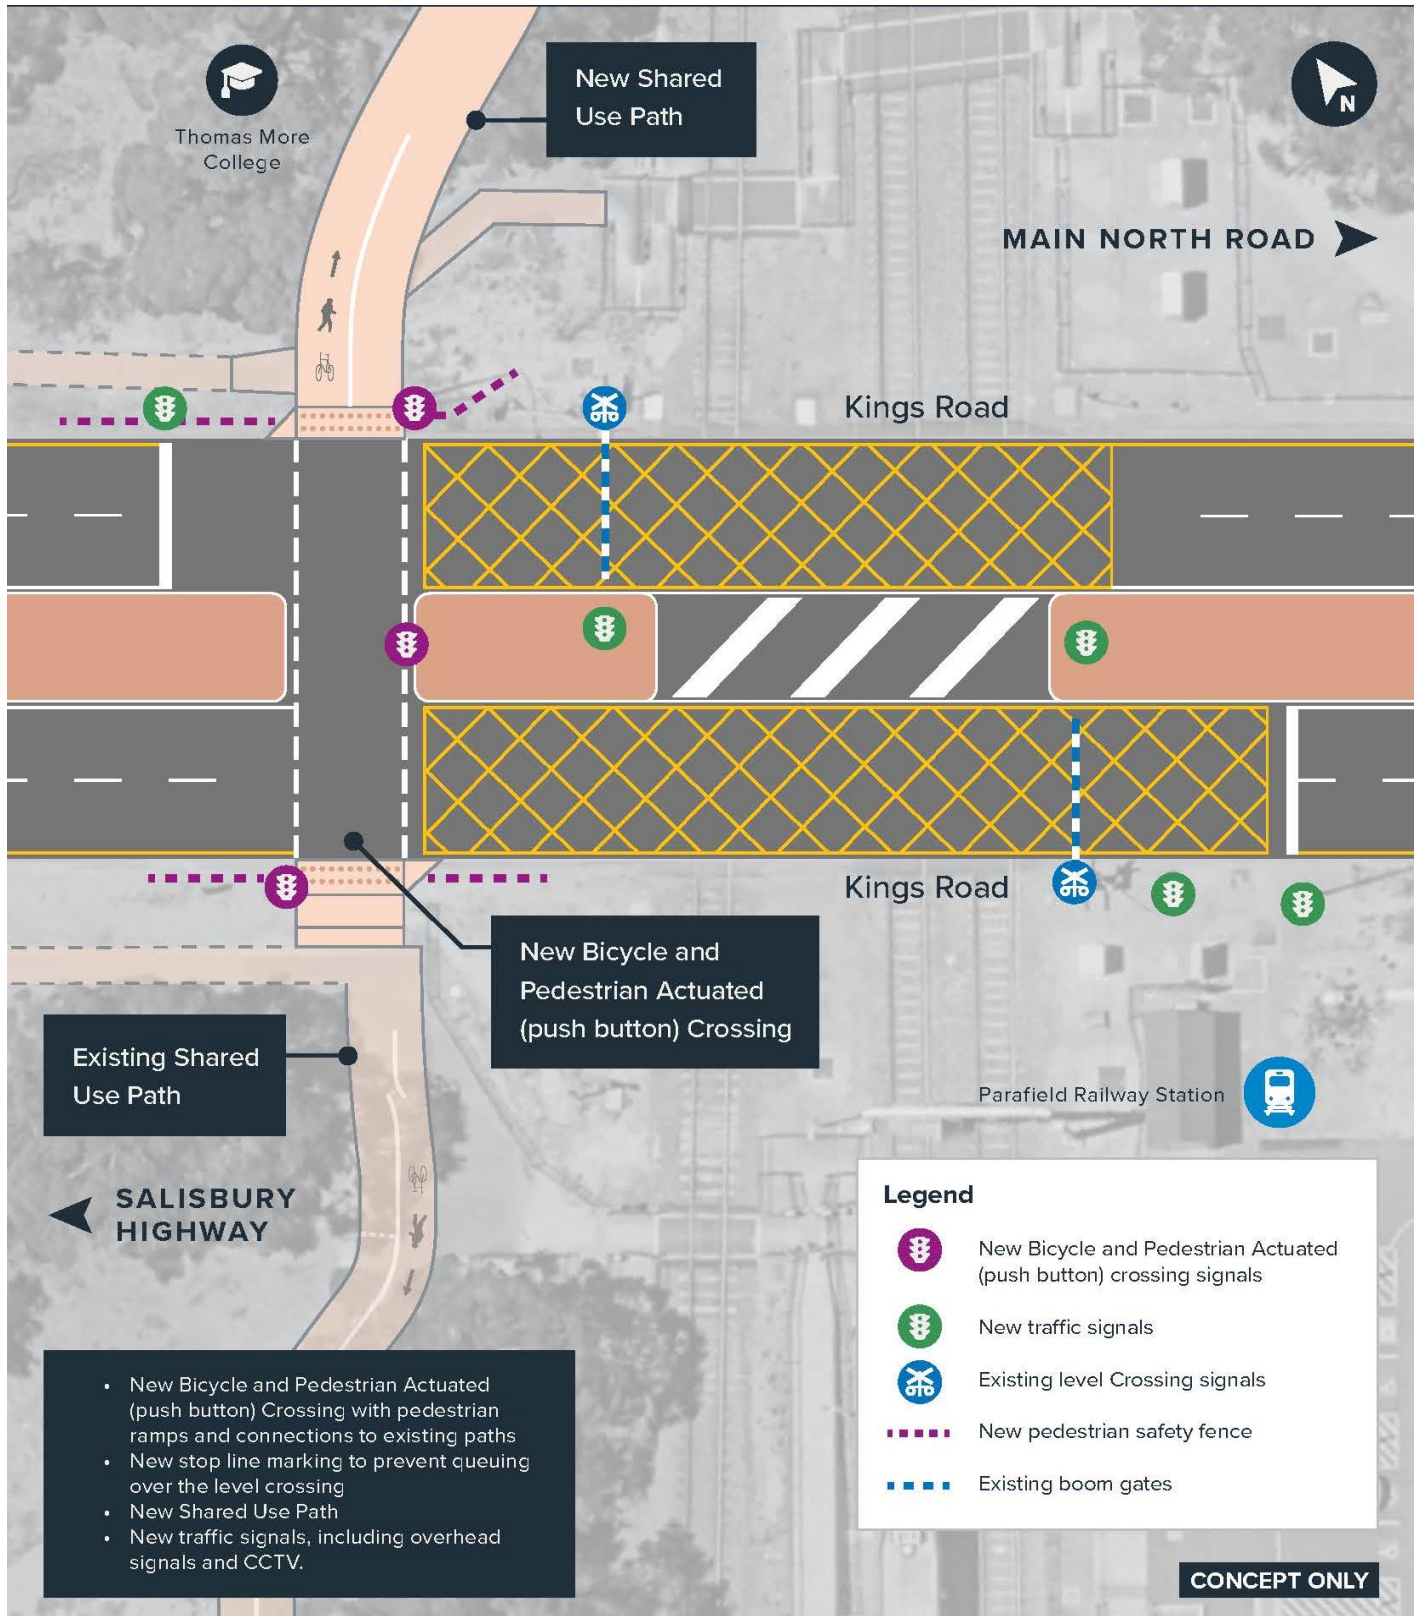 New Shared
Use Path
Thomas More
College
N
MAIN NORTH ROAD
Kings Road
Kings Road
New Bicycle and
Pedestrian Actuated
(push button) Crossing
Existing Shared
Use Path
Parafield Railway Station
SALISBURY
HIGHWAY
Legend
New Bicycle and Pedestrian Actuated
(push button) crossing signals
New traffic signals
Existing level Crossing signals
New pedestrian safety fence
Existing boom gates
• New Bicycle and Pedestrian Actuated
(push button) Crossing with pedestrian
ramps and connections to existing paths
• New stop line marking to prevent queuing
over the level crossing
• New Shared Use Path
• New traffic signals, including overhead
signals and CCTV.
CONCEPT ONLY